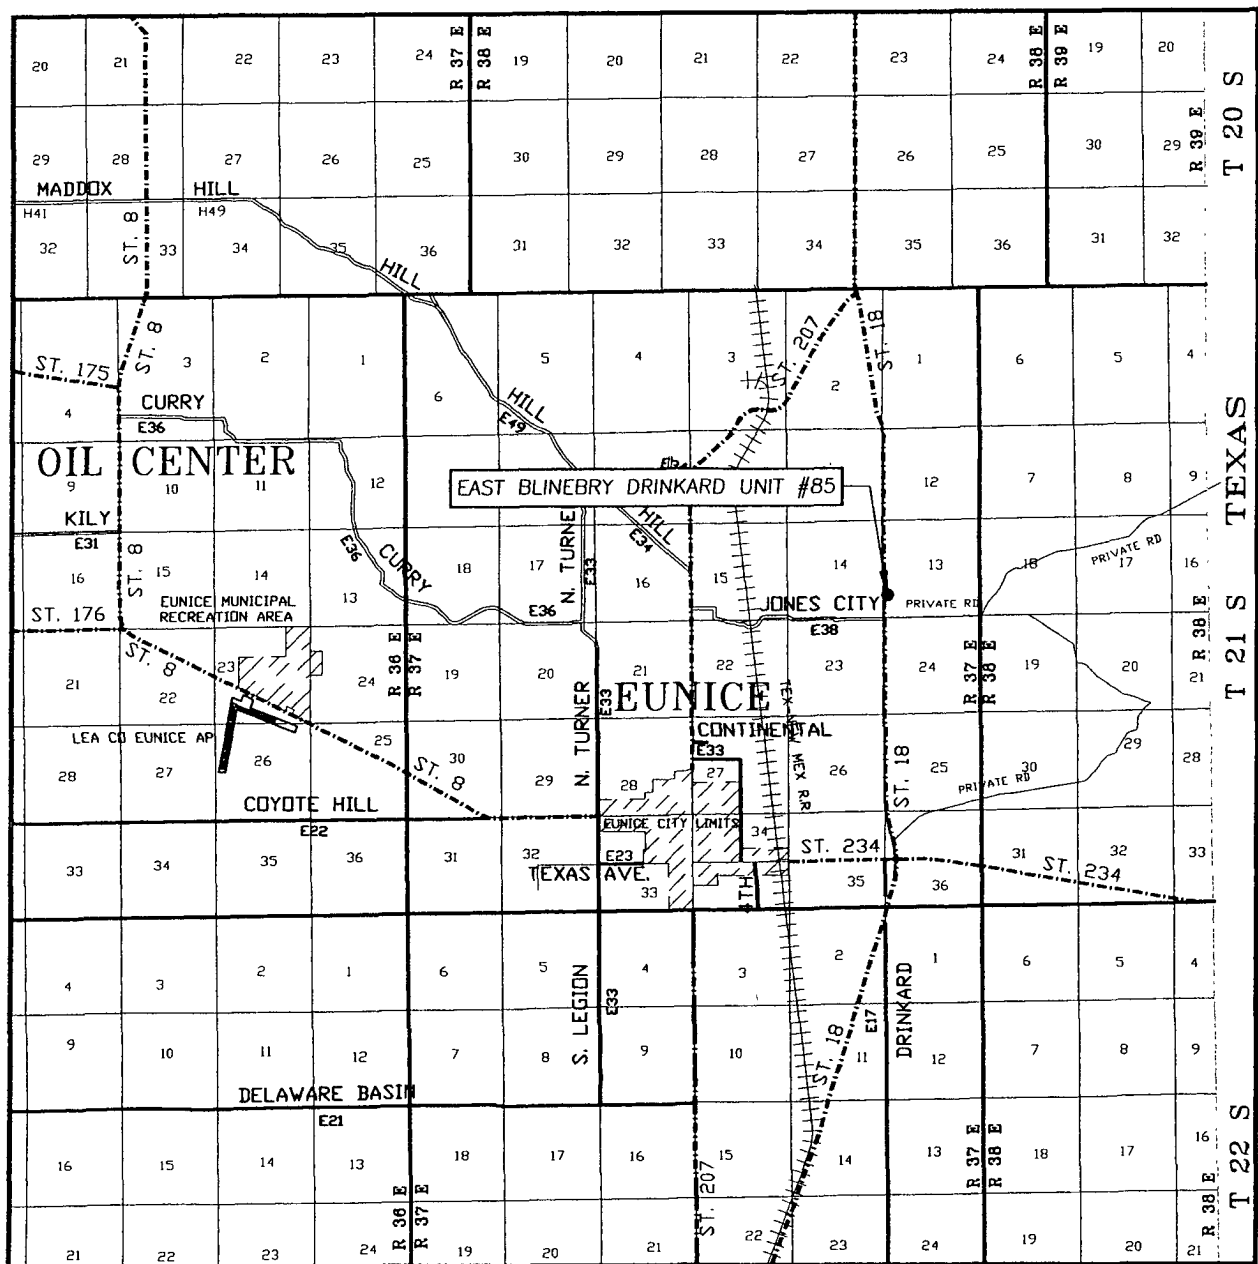 20 21 22 23 24 R 37 E R 38 E 19 20 21 22 23 24 R 38 E R 39 E 19 20
T 20 S
29 28 27 26 25 30 29 28 27 26 25 30 29 R 39 E
MADDOX HILL
H41 H49
ST. 8
32 33 34 35 36 31 32 33 34 35 36 31 32
HILL
ST. 8
ST. 175
ST. 207
ST. 18
3 2 1 5 4 3 2 1 6 5 4
4 6
CURRY
E36
HILL
E49
OIL CENTER
TEXAS
9 10 11 12 12 7 8 9
EAST BLINEBRY DRINKARD UNIT #85
KILY
E31
ST. 8
N. TURNE
E33
HILL
E34
E36
CURRY
PRIVATE RD
16 15 14 13 18 17 16 15 14 13 18 17 16
EUNICE MUNICIPAL
RECREATION AREA
ST. 176
E36
JONES CITY
E38
PRIVATE RD
T 21 S
R 38 E
ST. 8
21 22 23 24 R 36 E R 37 E 19 20 21 22 23 24 R 37 E R 38 E 19 20 21
N. TURNER
E33
EUNICE
TEX NEW MEX R.R
CONTINENTAL
E33
LEA CO EUNICE AP
28 27 26 25 30 29 28 27 26 25 30 29 28
ST. 8
ST. 18
PRIVATE RD
COYOTE HILL
E22
EUNICE CITY LIMITS
33 34 35 36 31 32 33 34 35 36 31 32 33
E23
TEXAS AVE.
4TH
ST. 234
ST. 234
4 3 2 1 6 5 4 3 2 1 6 5 4
S. LEGION
E33
DRINKARD
E17
ST. 18
9 10 11 12 7 8 9 10 11 12 7 8 9
DELAWARE BASIN
E21
16 15 14 13 18 17 16 15 14 13 18 17 16
R 36 E R 37 E
ST. 207
R 37 E R 38 E
R 38 E
T 22 S
21 22 23 24 19 20 21 22 23 24 19 20 21